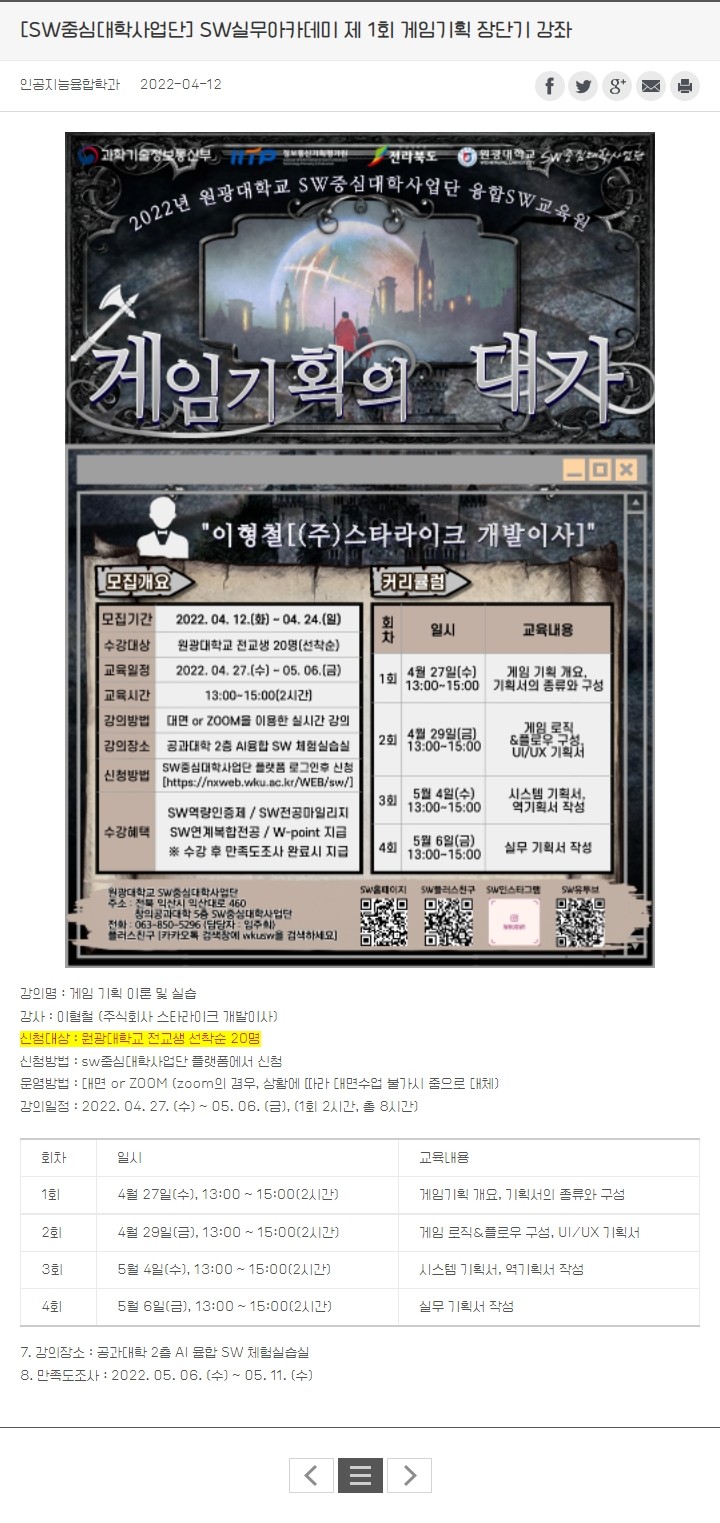 [SW중심대학사업단] SW실무아카데미 제 1회 게임기획 장단기 강좌
인공지능융합학과 2022-04-12
과학기술정보통신부 IITP 정보통신기획평가원 전라북도 원광대학교 SW중심대학사업단
2022년 원광대학교 SW중심대학사업단 융합SW교육원
게임기획의 대가
"이형철[(주)스타라이크 개발이사]"
모집개요
모집기간 2022. 04. 12.(화) ~ 04. 24.(일)
수강대상 원광대학교 전교생 20명(선착순)
교육일정 2022. 04. 27.(수) ~ 05. 06.(금)
교육시간 13:00~15:00(2시간)
강의방법 대면 or ZOOM을 이용한 실시간 강의
강의장소 공과대학 2층 AI융합 SW 체험실습실
신청방법 SW중심대학사업단 플랫폼 로그인후 신청
[https://nxweb.wku.ac.kr/WEB/sw/]
수강혜택 SW역량인증제 / SW전공마일리지
SW연계복합전공 / W-point 지급
※ 수강 후 만족도조사 완료시 지급
커리큘럼
회차 일시 교육내용
1회 4월 27일(수) 13:00~15:00 게임 기획 개요, 기획서의 종류와 구성
2회 4월 29일(금) 13:00~15:00 게임 로직 &플로우 구성, UI/UX 기획서
3회 5월 4일(수) 13:00~15:00 시스템 기획서, 역기획서 작성
4회 5월 6일(금) 13:00~15:00 실무 기획서 작성
원광대학교 SW중심대학사업단
주소 : 전북 익산시 익산대로 460
창의공과대학 5층 SW중심대학사업단
전화 : 063-850-5296 (담당자 : 임주희)
플러스친구 [카카오톡 검색창에 wkusw을 검색하세요]
SW홈페이지 SW플러스친구 SW인스타그램 SW유투브
강의명 : 게임 기획 이론 및 실습
강사 : 이형철 (주식회사 스타라이크 개발이사)
신청대상 : 원광대학교 전교생 선착순 20명
신청방법 : sw중심대학사업단 플랫폼에서 신청
운영방법 : 대면 or ZOOM (zoom의 경우, 상황에 따라 대면수업 불가시 줌으로 대체)
강의일정 : 2022. 04. 27. (수) ~ 05. 06. (금), (1회 2시간, 총 8시간)
회차 일시 교육내용
1회 4월 27일(수), 13:00 ~ 15:00(2시간) 게임기획 개요, 기획서의 종류와 구성
2회 4월 29일(금), 13:00 ~ 15:00(2시간) 게임 로직&플로우 구성, UI/UX 기획서
3회 5월 4일(수), 13:00 ~ 15:00(2시간) 시스템 기획서, 역기획서 작성
4회 5월 6일(금), 13:00 ~ 15:00(2시간) 실무 기획서 작성
7. 강의장소 : 공과대학 2층 AI 융합 SW 체험실습실
8. 만족도조사 : 2022. 05. 06. (수) ~ 05. 11. (수)